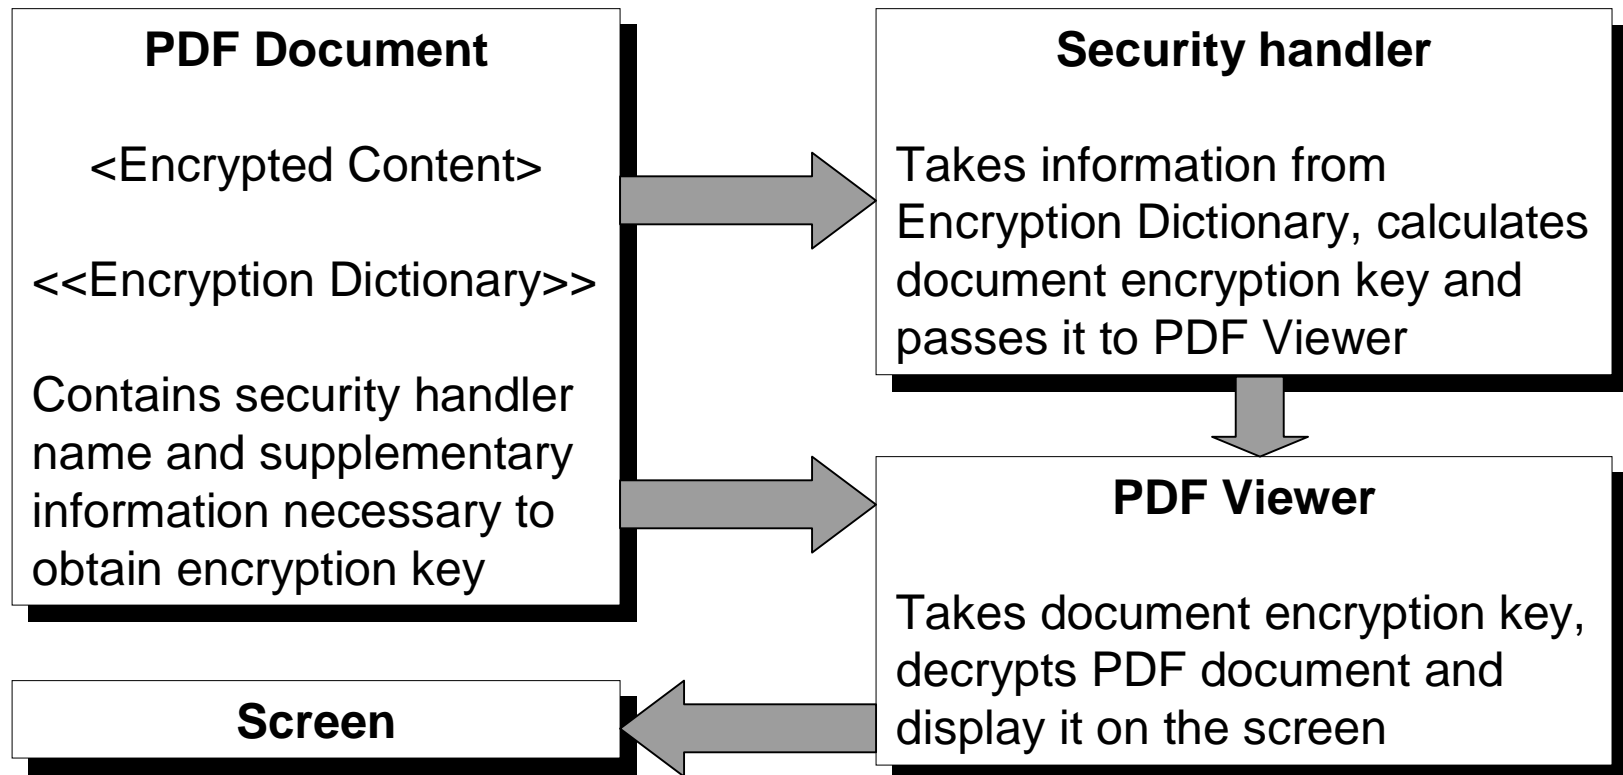 PDF Document
<Encrypted Content>
<<Encryption Dictionary>>
Contains security handler
name and supplementary
information necessary to
obtain encryption key
Security handler
Takes information from
Encryption Dictionary, calculates
document encryption key and
passes it to PDF Viewer
PDF Viewer
Takes document encryption key,
decrypts PDF document and
display it on the screen
Screen